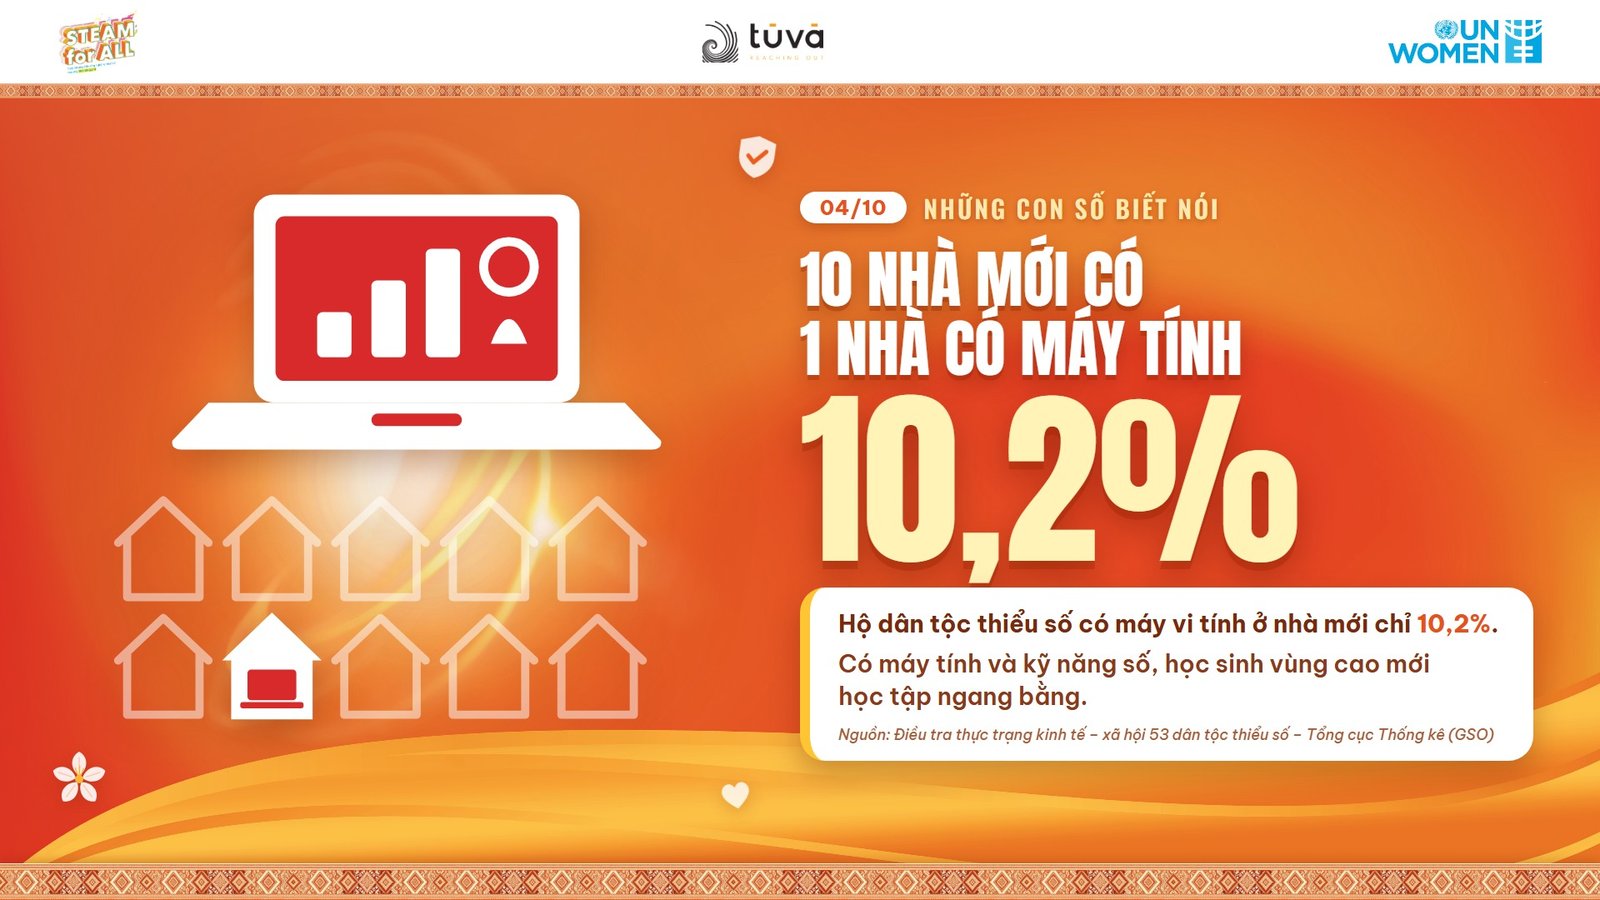 STEAM
for ALL
tuva
REACHING OUT
UN
WOMEN
04/10 NHỮNG CON SỐ BIẾT NÓI
10 NHÀ MỚI CÓ
1 NHÀ CÓ MÁY TÍNH
10,2%
Hộ dân tộc thiểu số có máy vi tính ở nhà mới chỉ 10,2%.
Có máy tính và kỹ năng số, học sinh vùng cao mới
học tập ngang bằng.
Nguồn: Điều tra thực trạng kinh tế – xã hội 53 dân tộc thiểu số – Tổng cục Thống kê (GSO)